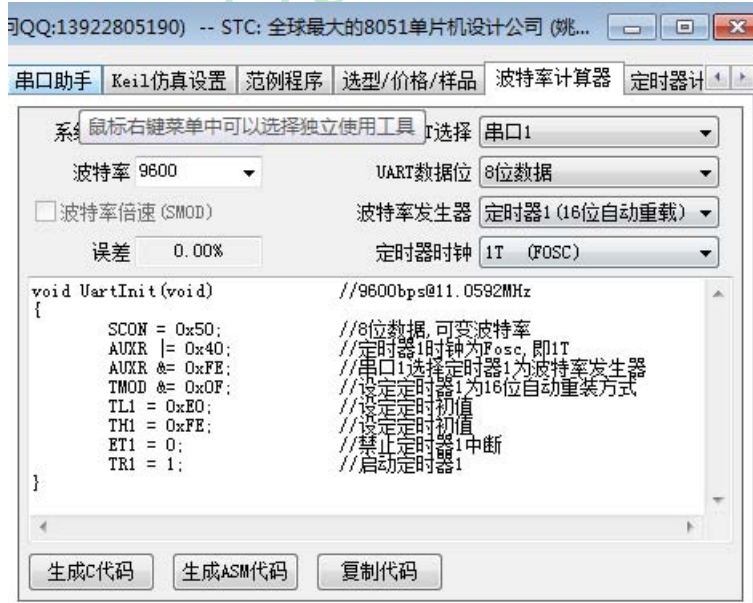 问QQ:13922805190) -- STC: 全球最大的8051单片机设计公司 (姚...
串口助手 Keil仿真设置 范例程序 选型/价格/样品 波特率计算器 定时器计
系 鼠标右键菜单中可以选择独立使用工具 T选择 串口1
波特率 9600 UART数据位 8位数据
波特率倍速(SMOD) 波特率发生器 定时器1(16位自动重载)
误差 0.00% 定时器时钟 1T (FOSC)
void UartInit(void) //9600bps@11.0592MHz
{
SCON = 0x50; //8位数据,可变波特率
AUXR |= 0x40; //定时器1时钟为Fosc,即1T
AUXR &= 0xFE; //串口1选择定时器1为波特率发生器
TMOD &= 0x0F; //设定定时器1为16位自动重装方式
TL1 = 0xE0; //设定定时初值
TH1 = 0xFE; //设定定时初值
ET1 = 0; //禁止定时器1中断
TR1 = 1; //启动定时器1
}
生成C代码 生成ASM代码 复制代码